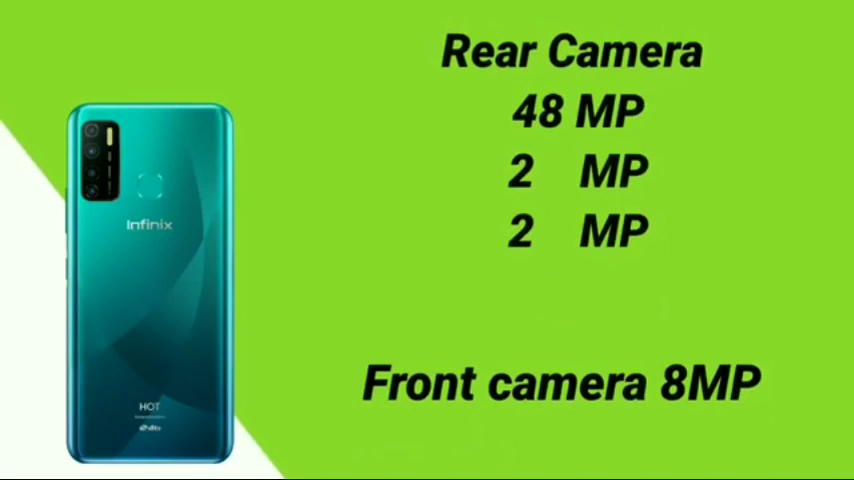 Rear Camera
48 MP
2 MP
2 MP
Infinix
Front camera 8MP
HOT